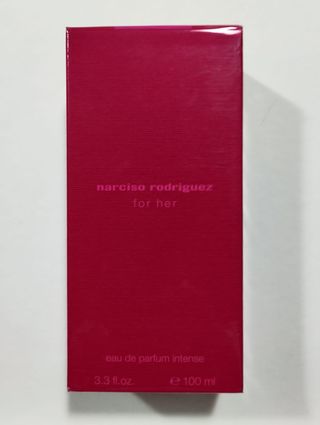 narciso rodriguez
for her
eau de parfum intense
3.3 fl.oz. ℮ 100 ml